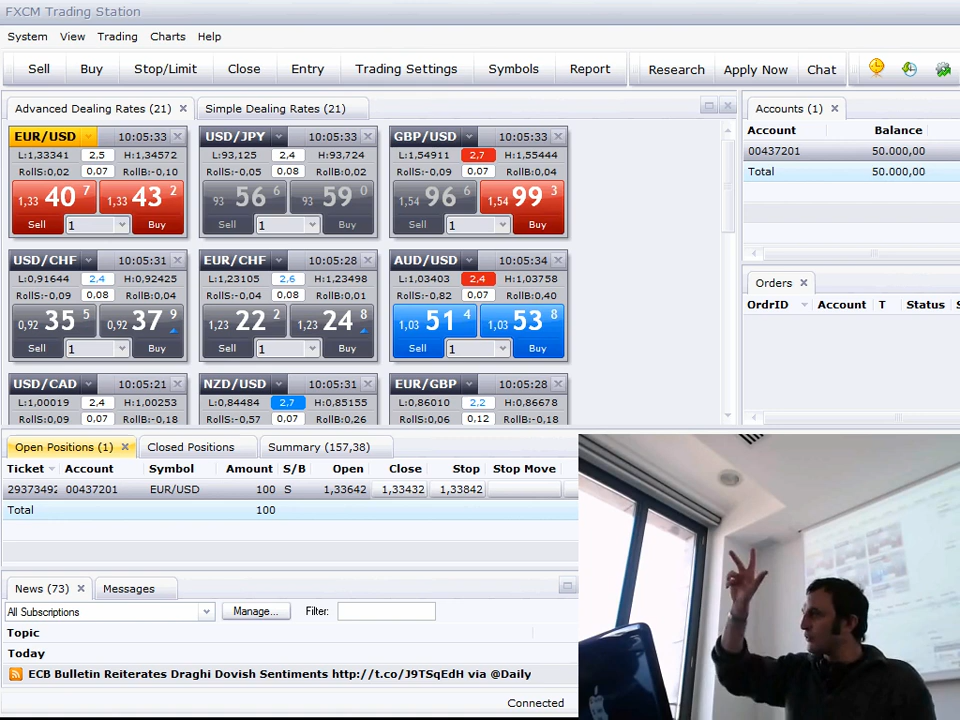 FXCM Trading Station
System View Trading Charts Help
Sell Buy Stop/Limit Close Entry Trading Settings Symbols Report Research Apply Now Chat
Advanced Dealing Rates (21) Simple Dealing Rates (21)
EUR/USD 10:05:33 USD/JPY 10:05:33 GBP/USD 10:05:33
L:1,33341 2,5 H:1,34572 L:93,125 2,4 H:93,724 L:1,54911 2,7 H:1,55444
RollS:0,02 0,07 RollB:-0,10 RollS:-0,05 0,08 RollB:0,02 RollS:-0,09 0,07 RollB:0,04
1,33 40 7 1,33 43 2 93 56 6 93 59 0 1,54 96 6 1,54 99 3
Sell 1 Buy Sell 1 Buy Sell 1 Buy
USD/CHF 10:05:31 EUR/CHF 10:05:28 AUD/USD 10:05:34
L:0,91644 2,4 H:0,92425 L:1,23105 2,6 H:1,23498 L:1,03403 2,4 H:1,03758
RollS:-0,09 0,08 RollB:0,04 RollS:-0,04 0,08 RollB:0,01 RollS:-0,82 0,07 RollB:0,40
0,92 35 5 0,92 37 9 1,23 22 2 1,23 24 8 1,03 51 4 1,03 53 8
Sell 1 Buy Sell 1 Buy Sell 1 Buy
USD/CAD 10:05:21 NZD/USD 10:05:31 EUR/GBP 10:05:28
L:1,00019 2,4 H:1,00253 L:0,84484 2,7 H:0,85155 L:0,86010 2,2 H:0,86678
RollS:0,09 0,07 RollB:-0,18 RollS:-0,57 0,07 RollB:0,26 RollS:0,06 0,12 RollB:-0,18
Accounts (1)
Account Balance
00437201 50.000,00
Total 50.000,00
Orders
OrdrID Account T Status S
Open Positions (1) Closed Positions Summary (157,38)
Ticket Account Symbol Amount S/B Open Close Stop Stop Move
29373492 00437201 EUR/USD 100 S 1,33642 1,33432 1,33842
Total 100
News (73) Messages
All Subscriptions Manage... Filter:
Topic
Today
ECB Bulletin Reiterates Draghi Dovish Sentiments http://t.co/J9TSqEdH via @Daily
Connected